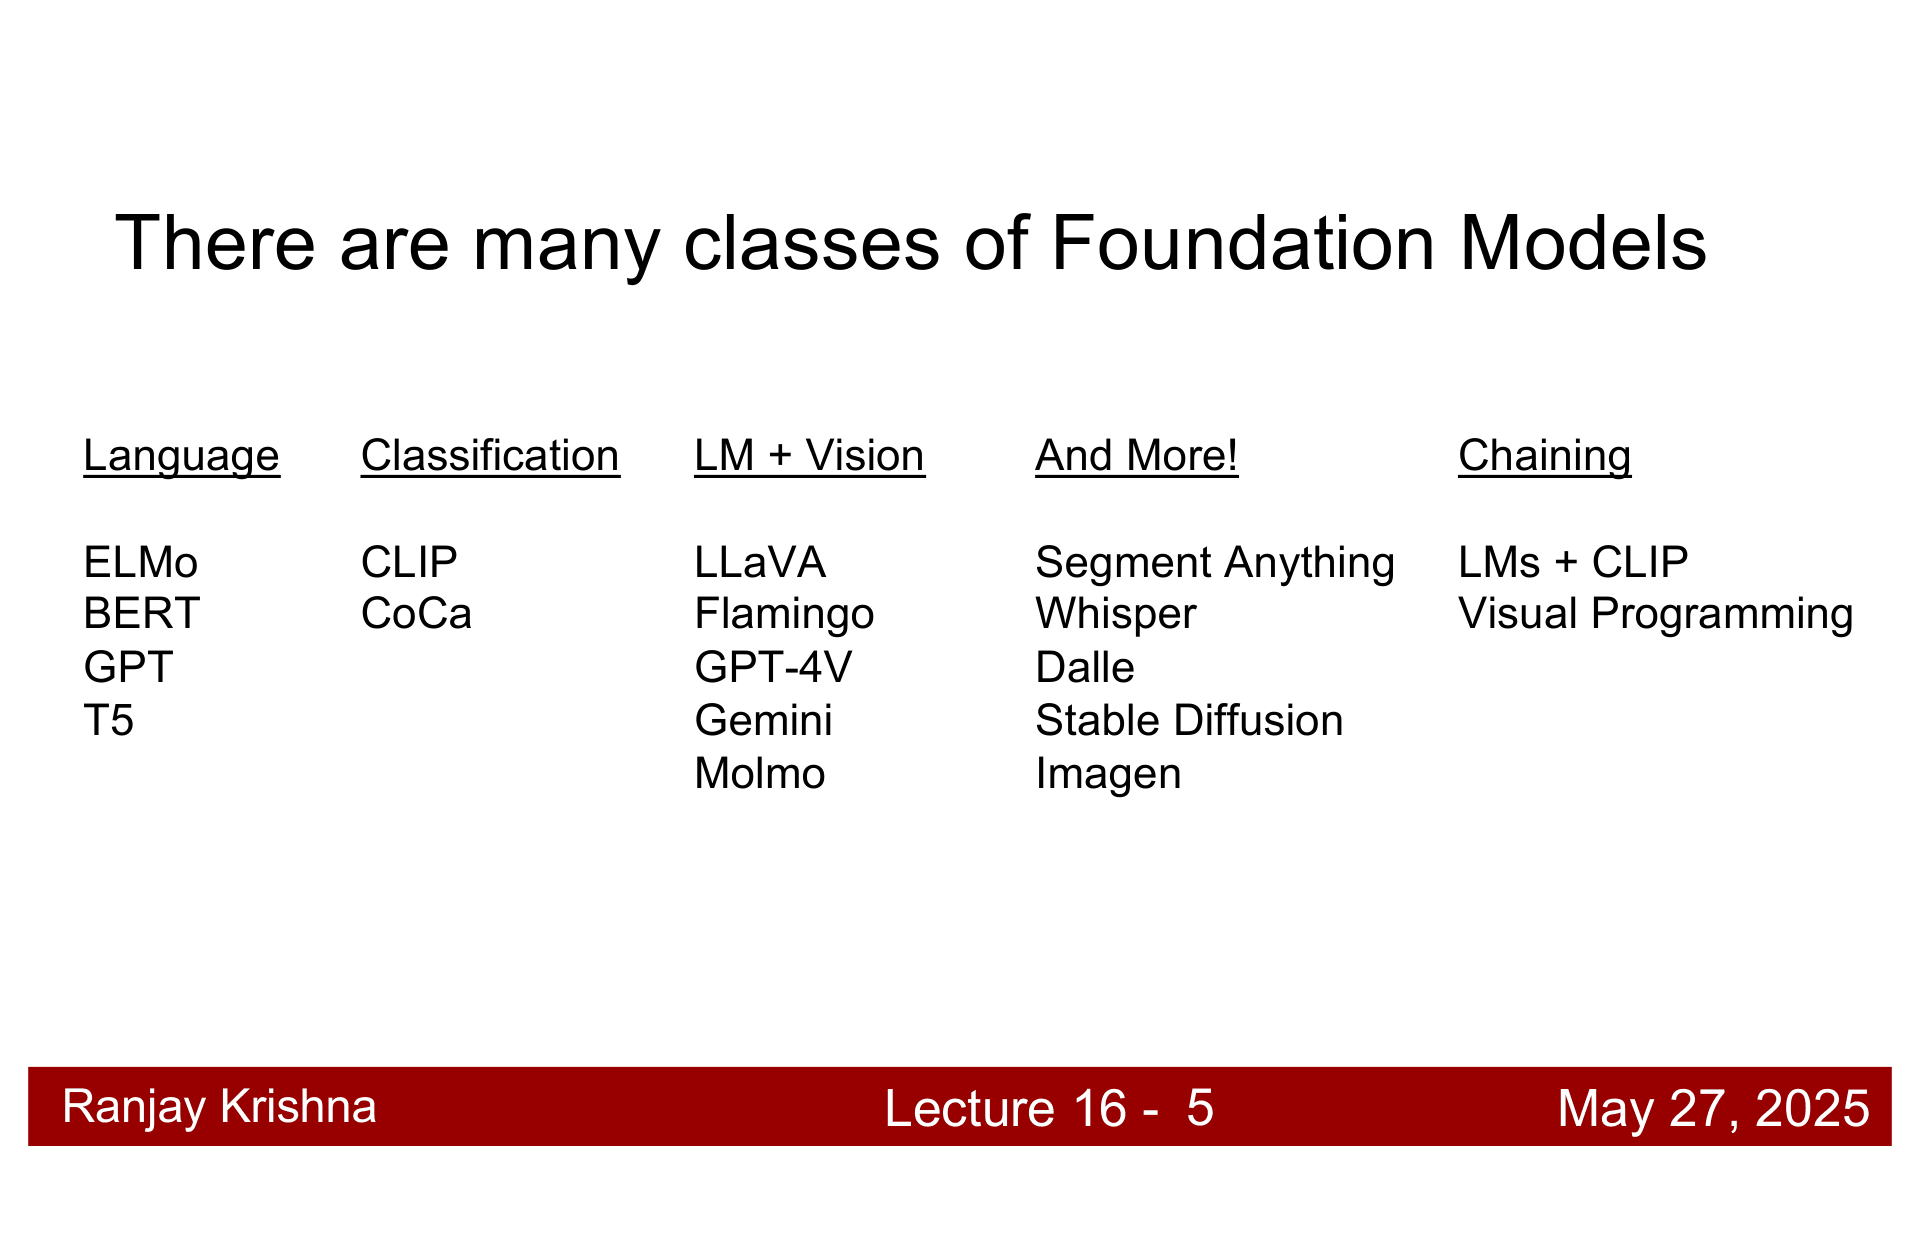 There are many classes of Foundation Models
Language
ELMo
BERT
GPT
T5
Classification
CLIP
CoCa
LM + Vision
LLaVA
Flamingo
GPT-4V
Gemini
Molmo
And More!
Segment Anything
Whisper
Dalle
Stable Diffusion
Imagen
Chaining
LMs + CLIP
Visual Programming
Ranjay Krishna
Lecture 16 - 5
May 27, 2025